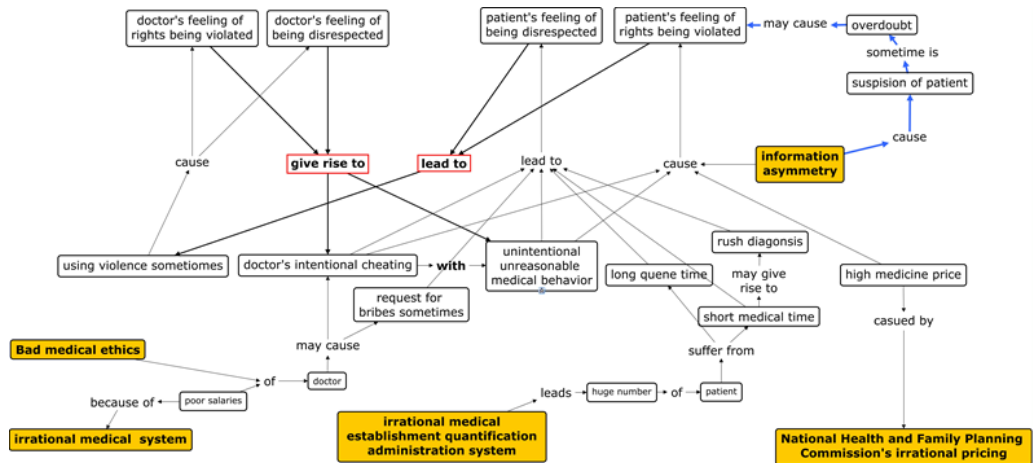 doctor's feeling of
rights being violated
doctor's feeling of
being disrespected
patient's feeling of
being disrespected
patient's feeling of
rights being violated
may cause
overdoubt
sometime is
suspision of patient
cause
cause
give rise to
lead to
lead to
cause
information
asymmetry
using violence sometiomes
doctor's intentional cheating
with
unintentional
unreasonable
medical behavior
rush diagonsis
long quene time
may give
rise to
high medicine price
request for
bribes sometimes
short medical time
casued by
may cause
suffer from
Bad medical ethics
of
doctor
because of
poor salaries
leads
huge number
of
patient
irrational medical system
irrational medical
establishment quantification
administration system
National Health and Family Planning
Commission's irrational pricing